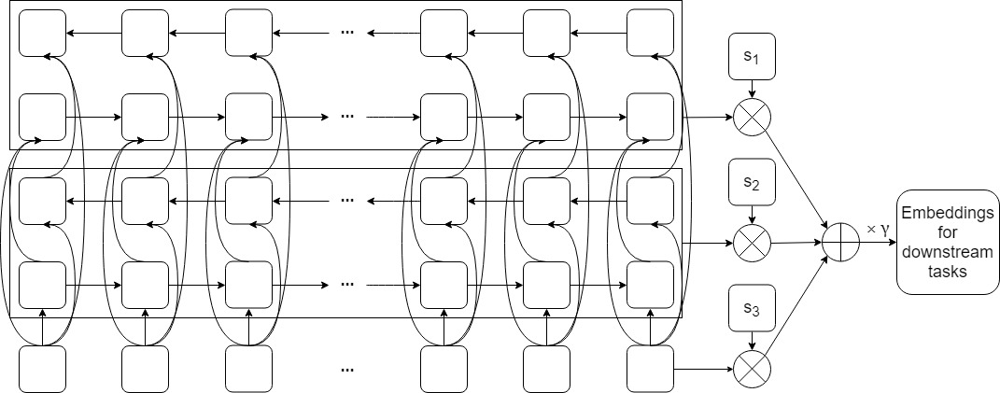 ...
s1
...
s2
...
× γ
Embeddings
for
downstream
tasks
...
s3
...